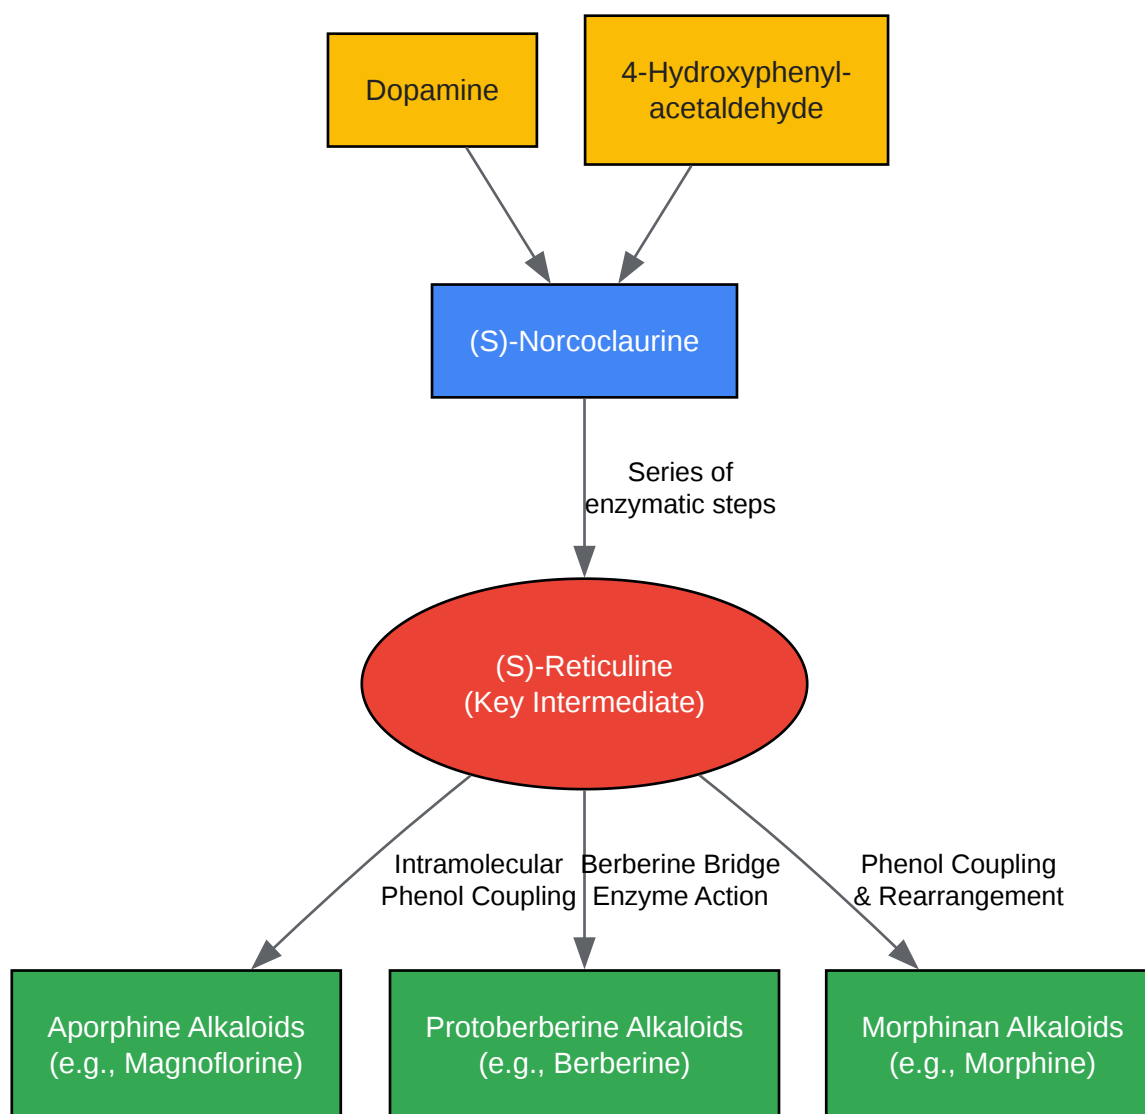 Dopamine
4-Hydroxyphenyl-
acetaldehyde
(S)-Norcoclaurine
Series of
enzymatic steps
(S)-Reticuline
(Key Intermediate)
Intramolecular
Phenol Coupling
Berberine Bridge
Enzyme Action
Phenol Coupling
& Rearrangement
Aporphine Alkaloids
(e.g., Magnoflorine)
Protoberberine Alkaloids
(e.g., Berberine)
Morphinan Alkaloids
(e.g., Morphine)